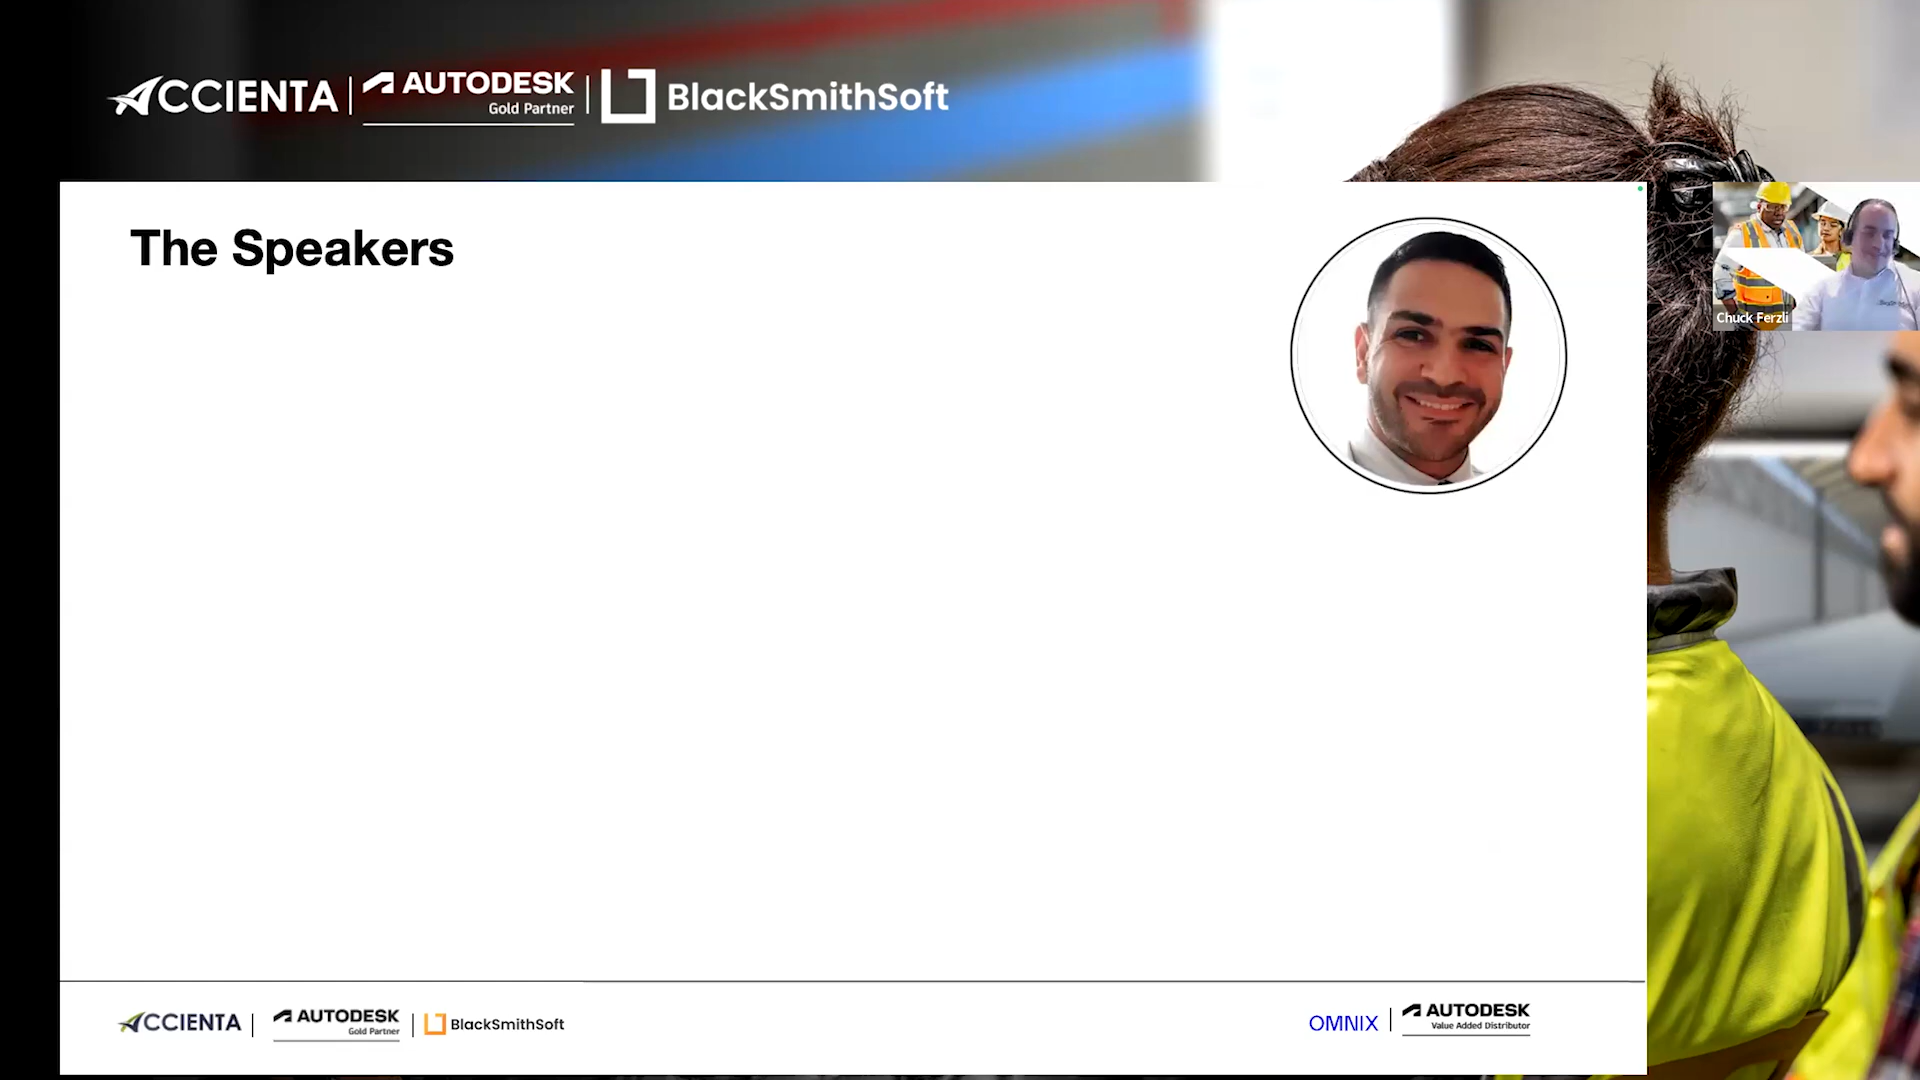 ACCIENTA
AUTODESK
Gold Partner
BlackSmithSoft
The Speakers
Chuck Ferzli
ACCIENTA
AUTODESK
Gold Partner
BlackSmithSoft
OMNIX
AUTODESK
Value Added Distributor